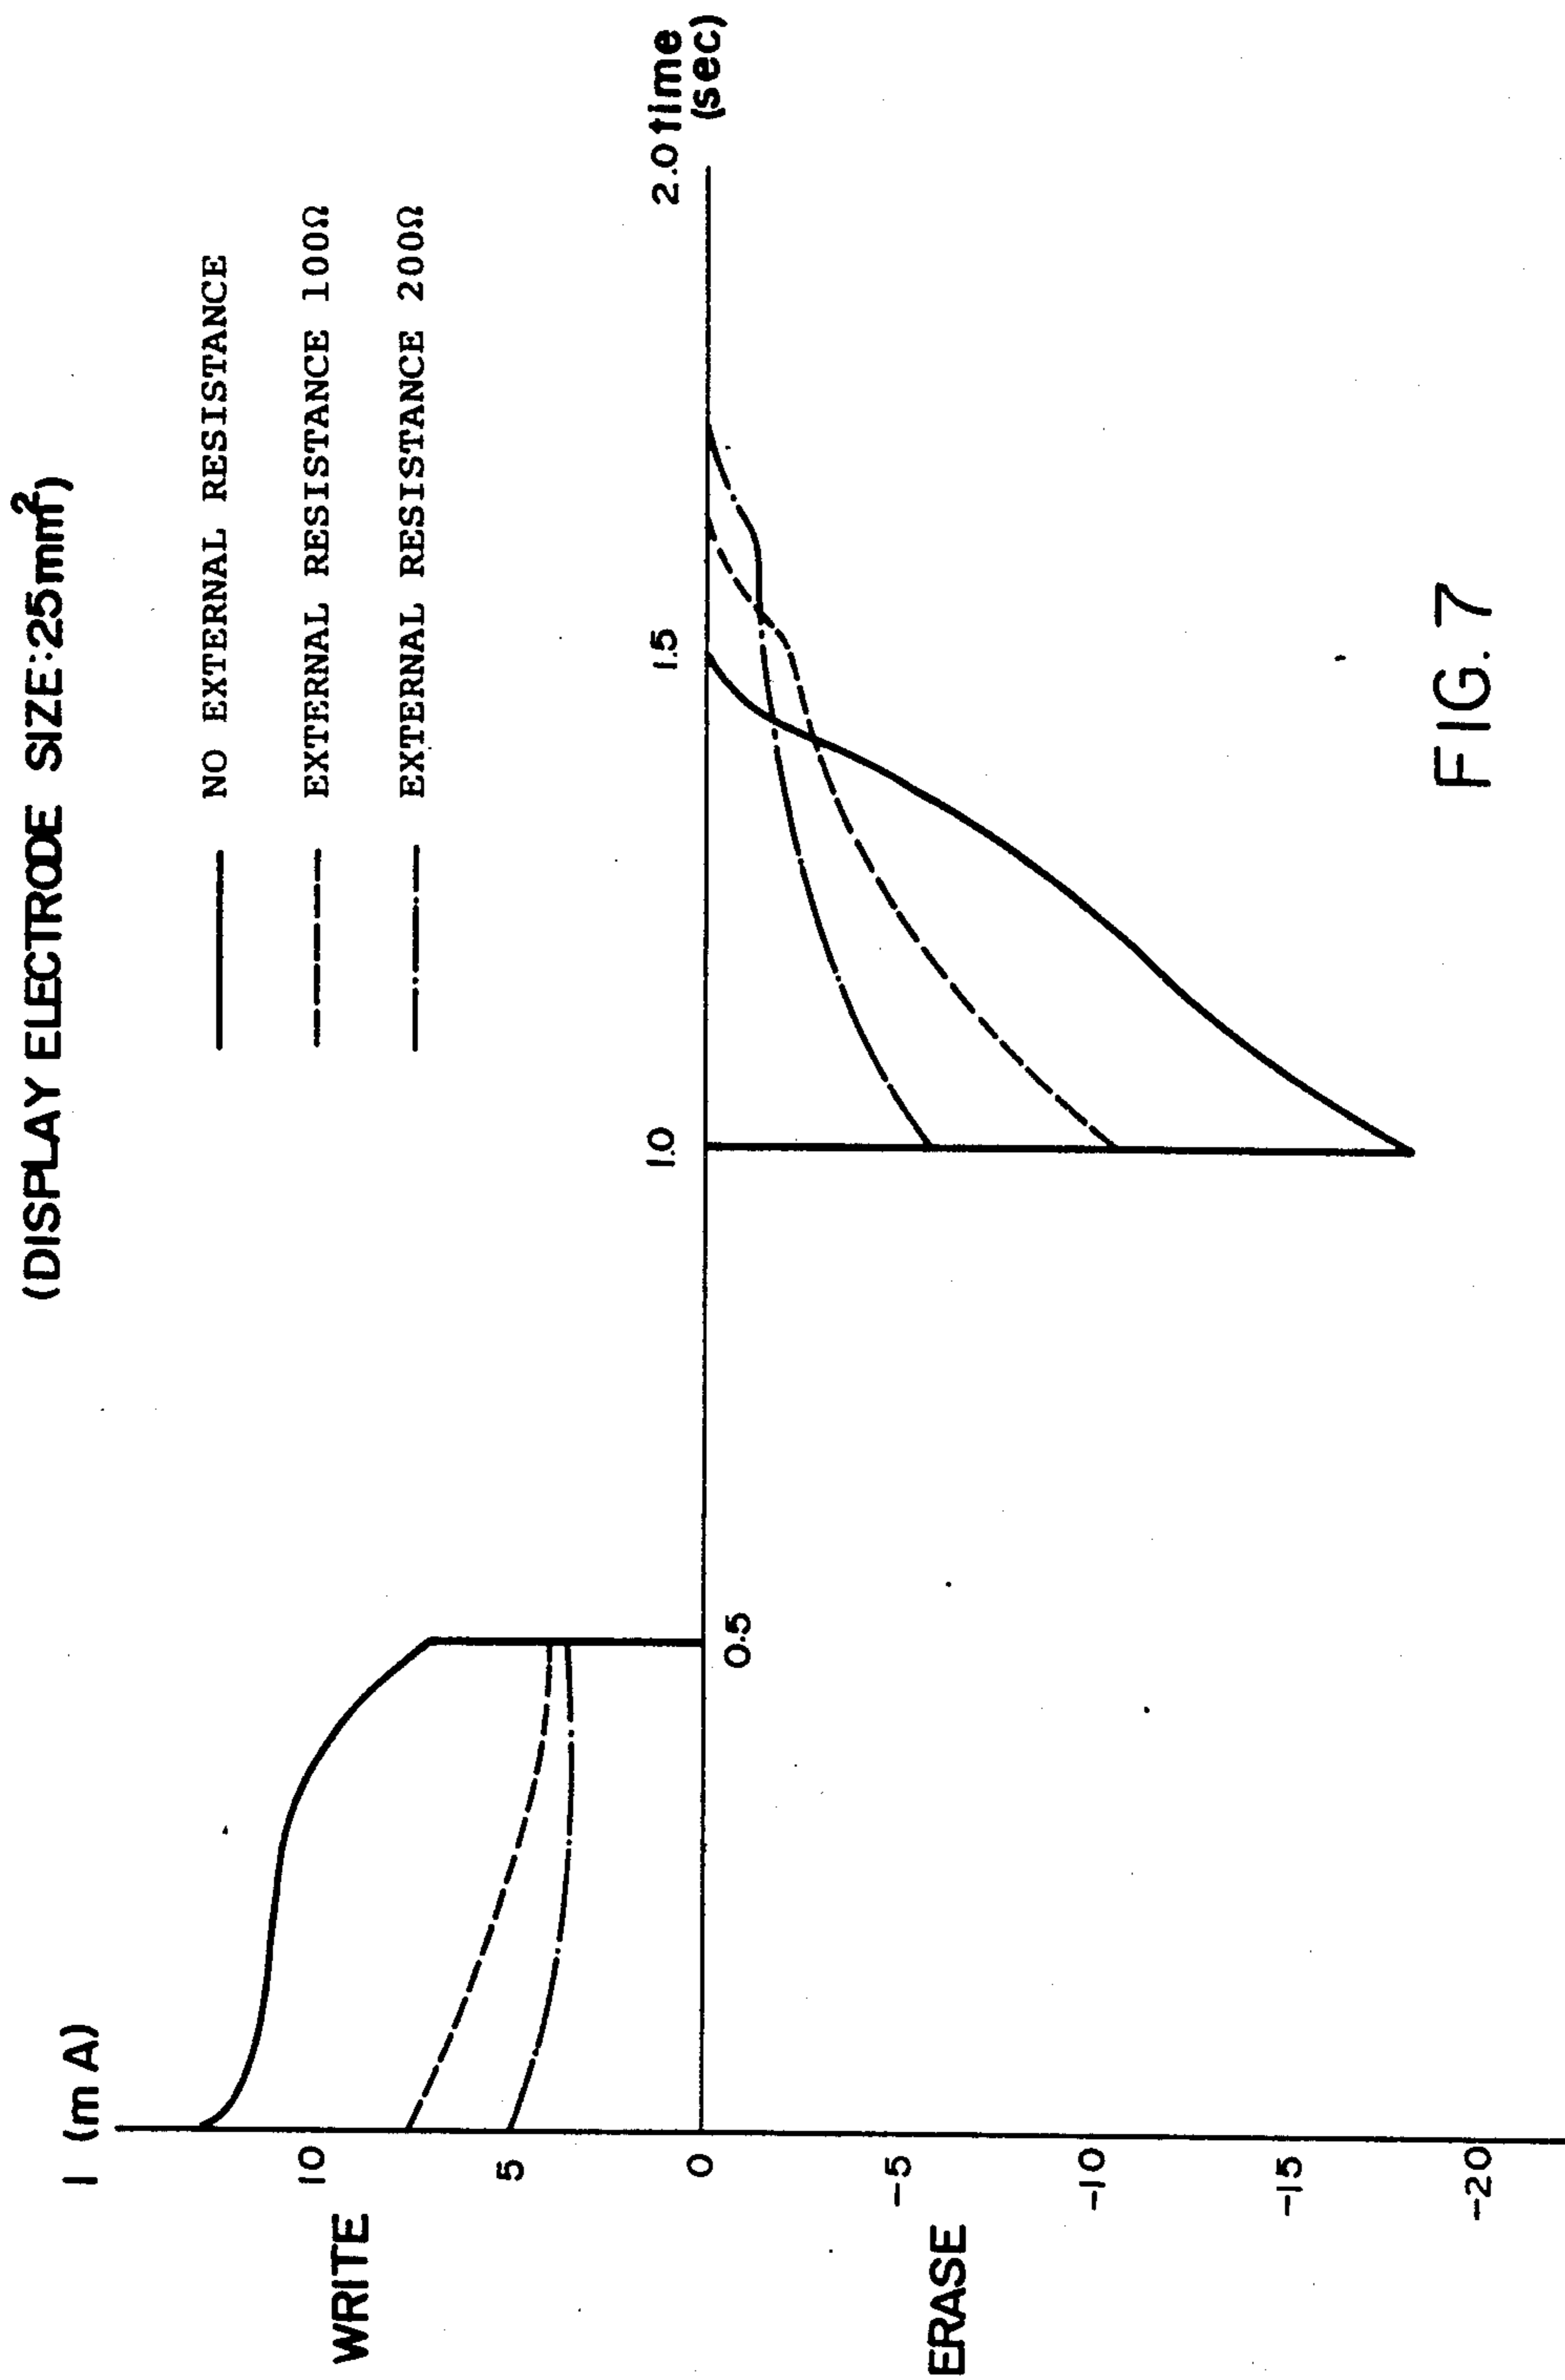 (DISPLAY ELECTRODE SIZE:25mm²)
NO EXTERNAL RESISTANCE
EXTERNAL RESISTANCE 100Ω
EXTERNAL RESISTANCE 200Ω
I (mA)
WRITE
10
5
0
-5
-10
-15
-20
ERASE
0.5
1.0
1.5
2.0 time
(sec)
FIG. 7